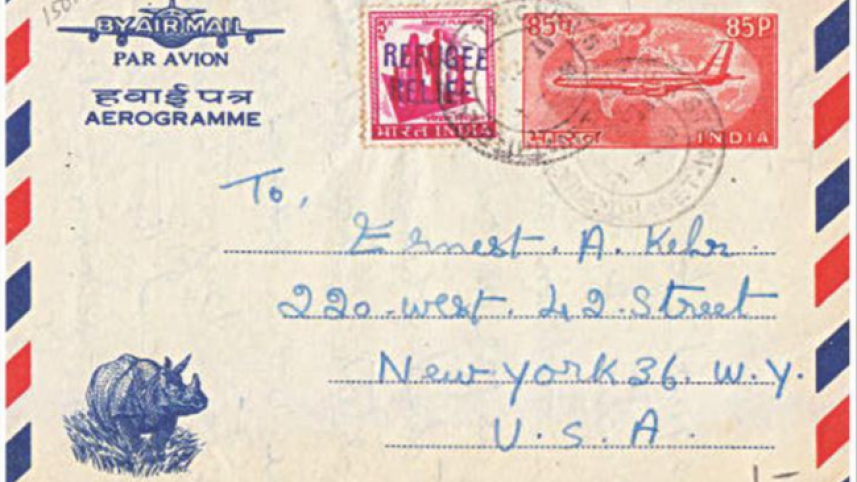 BY AIR MAIL
PAR AVION
हवाई पत्र
AEROGRAMME
REFUGEE
RELIEF
भारत INDIA
85P 85P
भारत INDIA
To,
Ernest. A. Kehr.
220. west. 42. Street
New york 36. W.Y.
U. S. A.